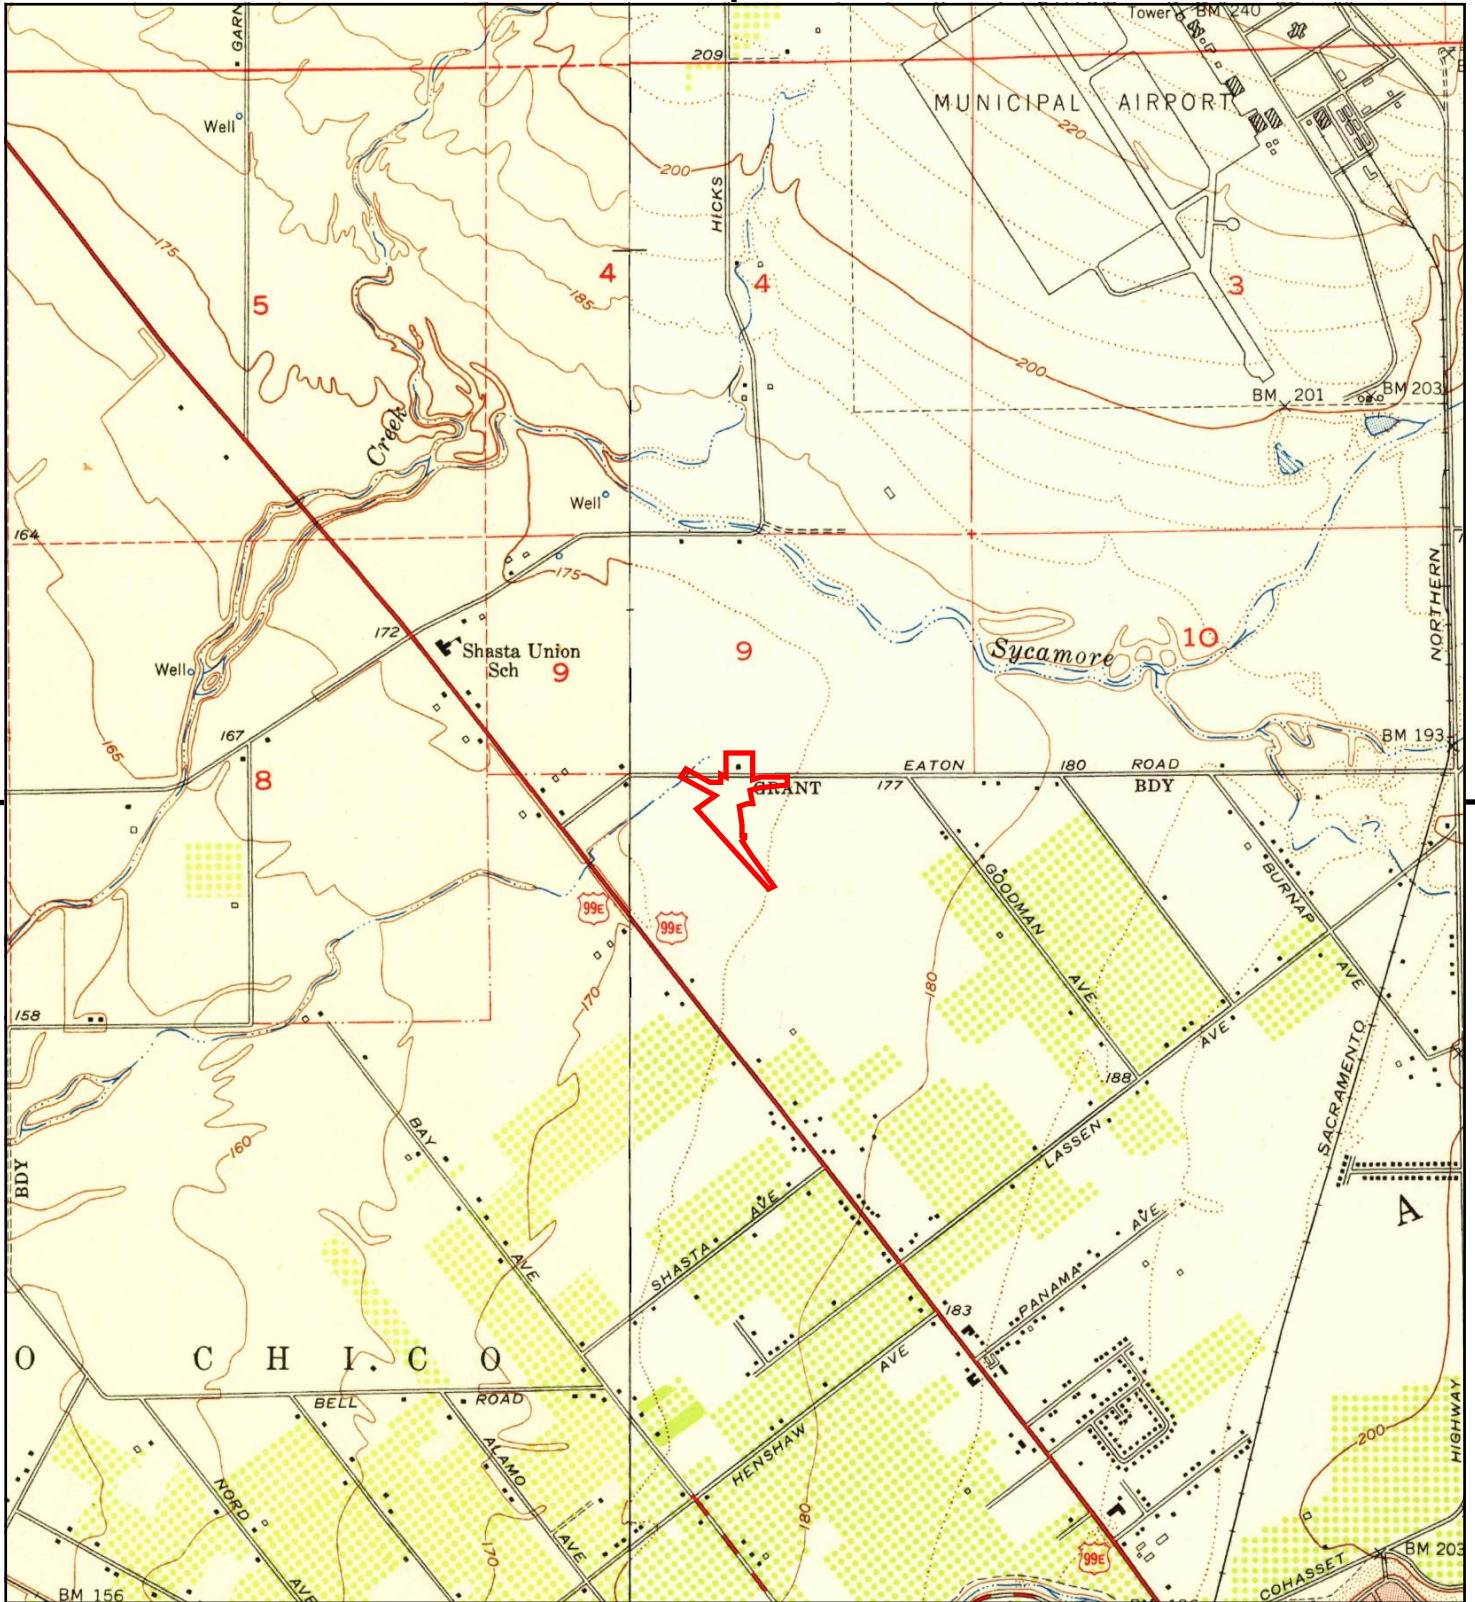 Tower
BM 240
GARN
209
MUNICIPAL AIRPORT
Well
220
200
HICKS
175
4
4
5
185
3
200
BM 201
BM 203
Creek
Well
164
175
NORTHERN
172
Shasta Union
Sch
9
9
10
Sycamore
Well
167
165
BM 193
8
EATON
180
ROAD
GRANT
177
BDY
GOODMAN
AVE
BURNAP
AVE
99E
99E
180
170
158
AVE
188
LASSEN
SACRAMENTO
BAY
AVE
160
BDY
A
SHASTA
AVE
PANAMA
AVE
183
O CHICO
AVE
BELL ROAD
HENSHAW
ALAMO
AVE
NORD
AVE
200
HIGHWAY
180
170
99E
BM 203
COHASSET
BM 156